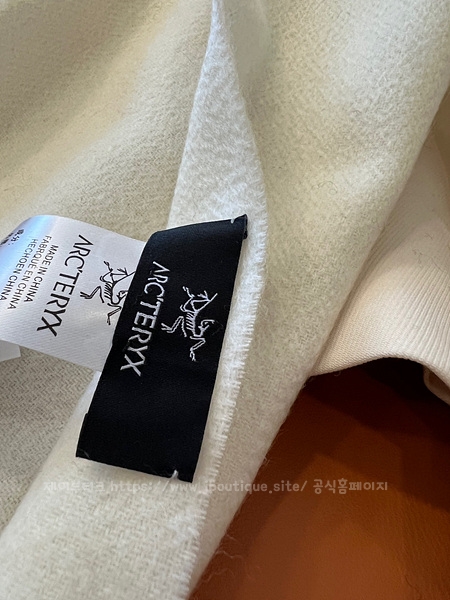 ARC'TERYX
MADE IN CHINA
FABRIQUÉ EN CHINA
HECHO EN CHINA
ARC'TERYX
https://www.jboutique.site/ 공식홈페이지